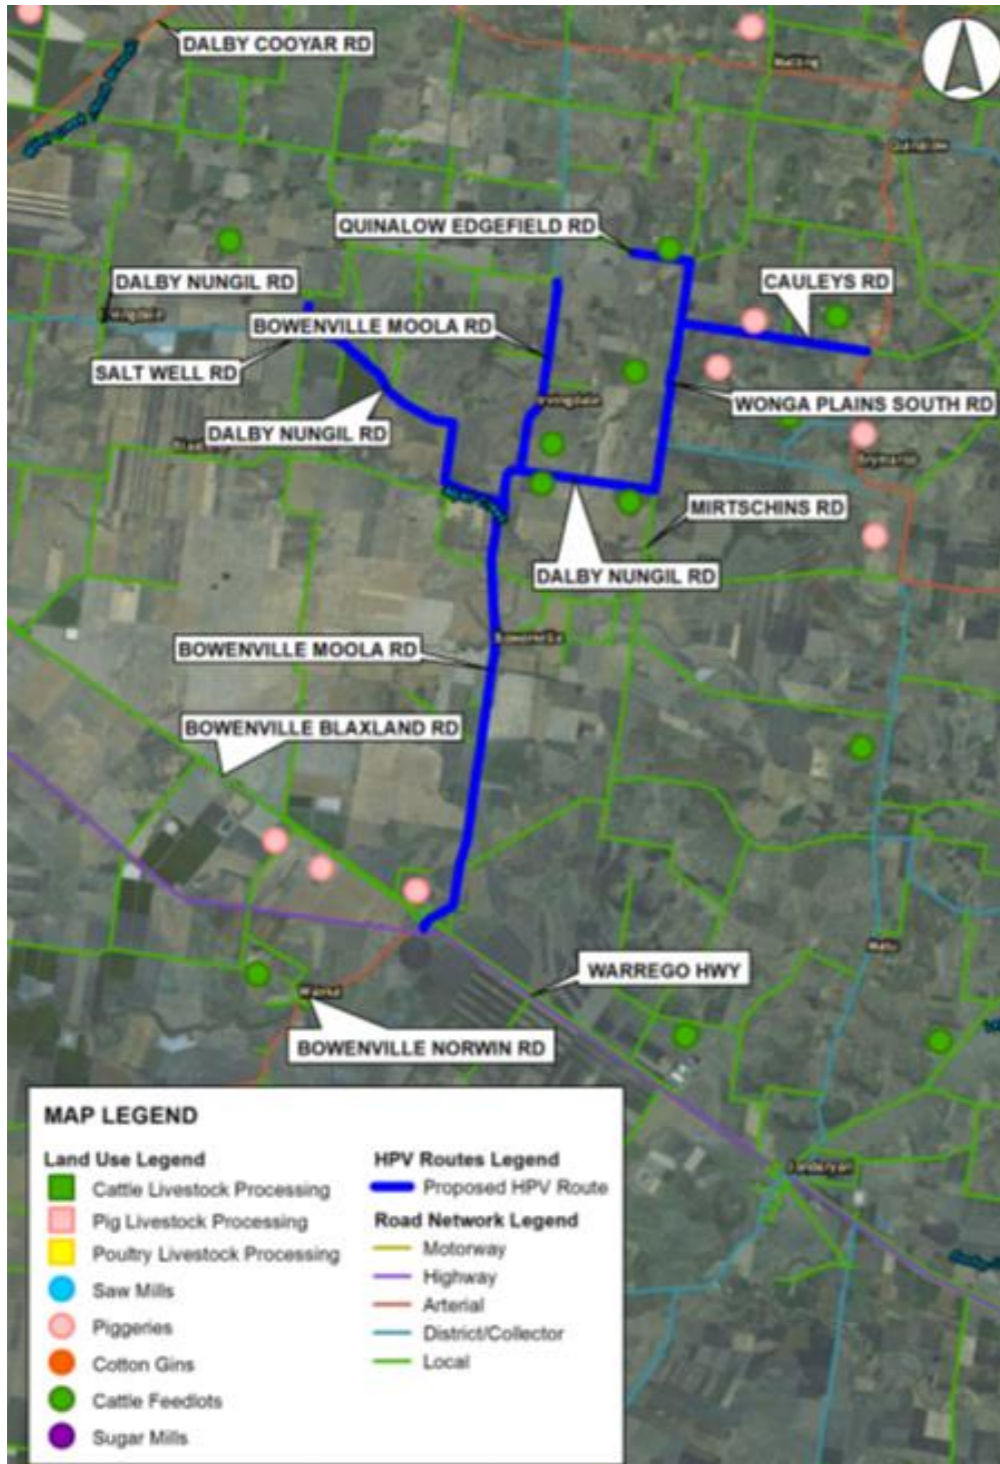 DALBY COOYAR RD
QUINALOW EDGEFIELD RD
DALBY NUNGIL RD
CAULEYS RD
BOWENVILLE MOOLA RD
SALT WELL RD
Irvingdale
WONGA PLAINS SOUTH RD
DALBY NUNGIL RD
MIRTSCHINS RD
DALBY NUNGIL RD
Bowenville
BOWENVILLE MOOLA RD
BOWENVILLE BLAXLAND RD
WARREGO HWY
BOWENVILLE NORWIN RD
MAP LEGEND
Land Use Legend
Cattle Livestock Processing
Pig Livestock Processing
Poultry Livestock Processing
Saw Mills
Piggeries
Cotton Gins
Cattle Feedlots
Sugar Mills
HPV Routes Legend
Proposed HPV Route
Road Network Legend
Motorway
Highway
Arterial
District/Collector
Local